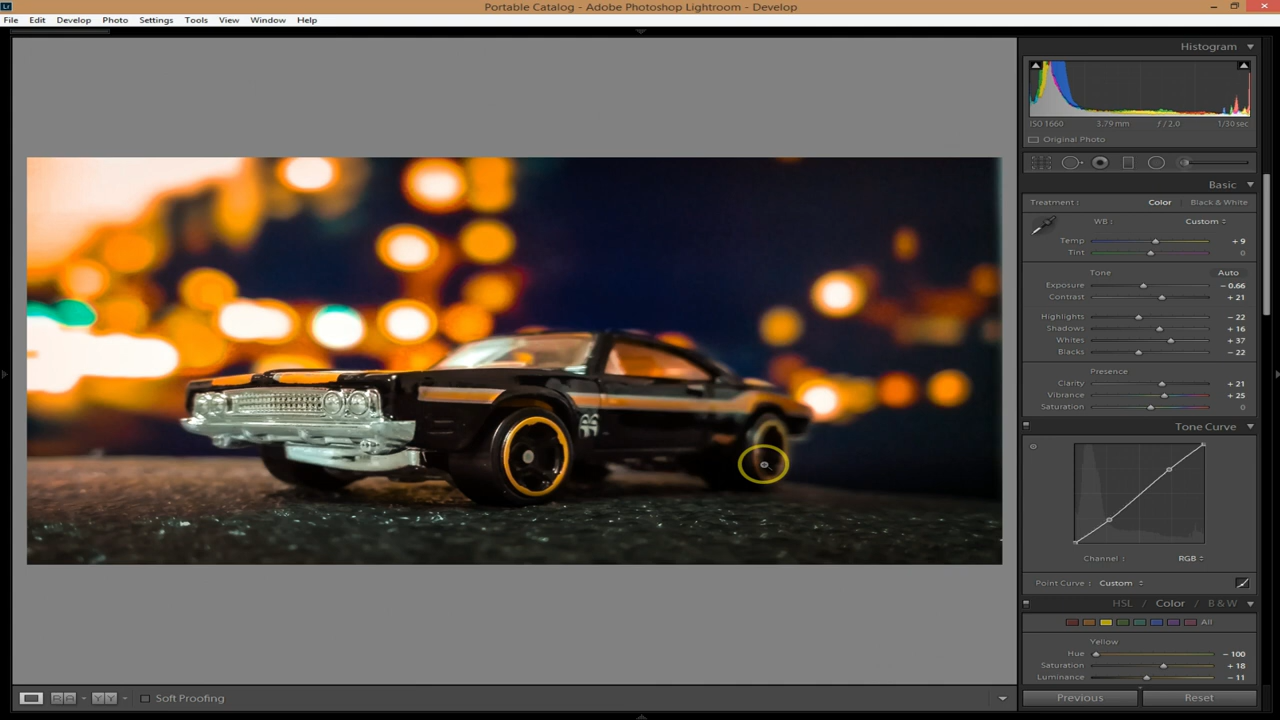 Portable Catalog - Adobe Photoshop Lightroom - Develop
File Edit Develop Photo Settings Tools View Window Help
Histogram
ISO 1660 3.79 mm f / 2.0 1/30 sec
Original Photo
Basic
Treatment : Color Black & White
WB : Custom
Temp + 9
Tint 0
Tone Auto
Exposure - 0.66
Contrast + 21
Highlights - 22
Shadows + 16
Whites + 37
Blacks - 22
Presence
Clarity + 21
Vibrance + 25
Saturation 0
Tone Curve
Channel : RGB
Point Curve : Custom
HSL / Color / B & W
All
Yellow
Hue - 100
Saturation + 18
Luminance - 11
Soft Proofing
Previous Reset